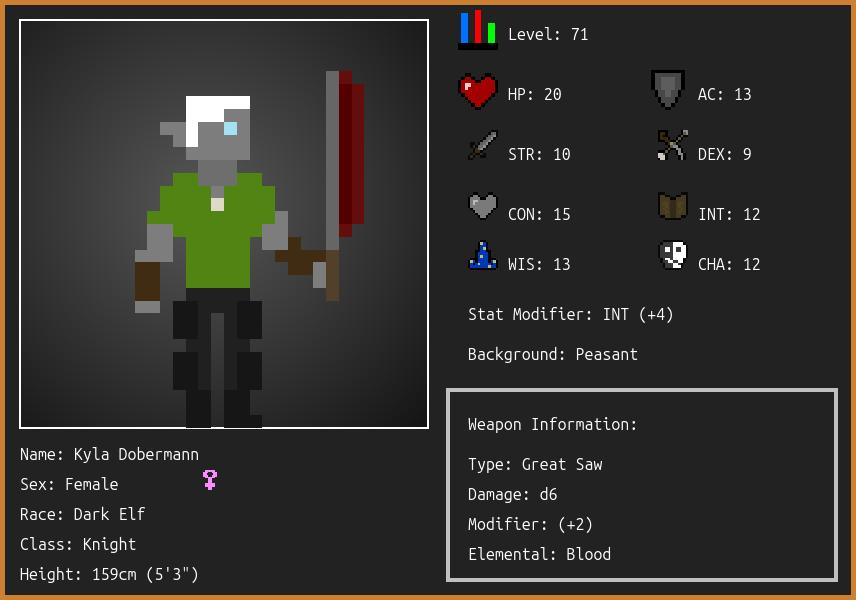 Level: 71
HP: 20
AC: 13
STR: 10
DEX: 9
CON: 15
INT: 12
WIS: 13
CHA: 12
Stat Modifier: INT (+4)
Background: Peasant
Weapon Information:
Type: Great Saw
Damage: d6
Modifier: (+2)
Elemental: Blood
Name: Kyla Dobermann
Sex: Female
Race: Dark Elf
Class: Knight
Height: 159cm (5'3")